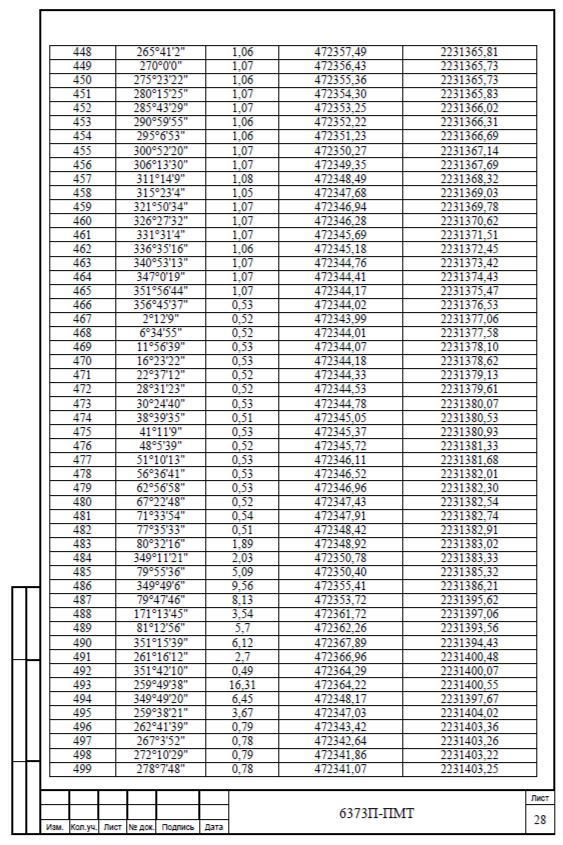 448 265°41'2" 1,06 472357,49 2231365,81
449 270°0'0" 1,07 472356,43 2231365,73
450 275°23'22" 1,06 472355,36 2231365,73
451 280°15'25" 1,07 472354,30 2231365,83
452 285°43'29" 1,07 472353,25 2231366,02
453 290°59'55" 1,06 472352,22 2231366,31
454 295°6'53" 1,06 472351,23 2231366,69
455 300°52'20" 1,07 472350,27 2231367,14
456 306°13'30" 1,07 472349,35 2231367,69
457 311°14'9" 1,08 472348,49 2231368,32
458 315°23'4" 1,05 472347,68 2231369,03
459 321°50'34" 1,07 472346,94 2231369,78
460 326°27'32" 1,07 472346,28 2231370,62
461 331°31'4" 1,07 472345,69 2231371,51
462 336°35'16" 1,06 472345,18 2231372,45
463 340°53'13" 1,07 472344,76 2231373,42
464 347°0'19" 1,07 472344,41 2231374,43
465 351°56'44" 1,07 472344,17 2231375,47
466 356°45'37" 0,53 472344,02 2231376,53
467 2°12'9" 0,52 472343,99 2231377,06
468 6°34'55" 0,52 472344,01 2231377,58
469 11°56'39" 0,53 472344,07 2231378,10
470 16°23'22" 0,53 472344,18 2231378,62
471 22°37'12" 0,52 472344,33 2231379,13
472 28°31'23" 0,52 472344,53 2231379,61
473 30°24'40" 0,53 472344,78 2231380,07
474 38°39'35" 0,51 472345,05 2231380,53
475 41°11'9" 0,53 472345,37 2231380,93
476 48°5'39" 0,52 472345,72 2231381,33
477 51°10'13" 0,53 472346,11 2231381,68
478 56°36'41" 0,53 472346,52 2231382,01
479 62°56'58" 0,53 472346,96 2231382,30
480 67°22'48" 0,52 472347,43 2231382,54
481 71°33'54" 0,54 472347,91 2231382,74
482 77°35'33" 0,51 472348,42 2231382,91
483 80°32'16" 1,89 472348,92 2231383,02
484 349°11'21" 2,03 472350,78 2231383,33
485 79°55'36" 5,09 472350,40 2231385,32
486 349°49'6" 9,56 472355,41 2231386,21
487 79°47'46" 8,13 472353,72 2231395,62
488 171°13'45" 3,54 472361,72 2231397,06
489 81°12'56" 5,7 472362,26 2231393,56
490 351°15'39" 6,12 472367,89 2231394,43
491 261°16'12" 2,7 472366,96 2231400,48
492 351°42'10" 0,49 472364,29 2231400,07
493 259°49'38" 16,31 472364,22 2231400,55
494 349°49'20" 6,45 472348,17 2231397,67
495 259°38'21" 3,67 472347,03 2231404,02
496 262°41'39" 0,79 472343,42 2231403,36
497 267°3'52" 0,78 472342,64 2231403,26
498 272°10'29" 0,79 472341,86 2231403,22
499 278°7'48" 0,78 472341,07 2231403,25
6373П-ПМТ
Лист
28
Изм. Кол.уч. Лист № док. Подпись Дата